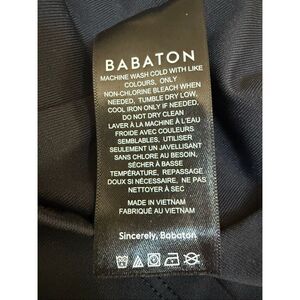 BABATON
MACHINE WASH COLD WITH LIKE
COLOURS, ONLY
NON-CHLORINE BLEACH WHEN
NEEDED, TUMBLE DRY LOW,
COOL IRON ONLY IF NEEDED.
DO NOT DRY CLEAN
LAVER À LA MACHINE EN EAU
FROIDE AVEC COULEURS
SEMBLABLES, UTILISER
SEULEMENT UN JAVELLISANT
SANS CHLORE AU BESOIN,
SÉCHER À BASSE
TEMPÉRATURE, REPASSAGE
DOUX SI NÉCESSAIRE, NE PAS
NETTOYER À SEC
MADE IN VIETNAM
FABRIQUÉ AU VIETNAM
Sincerely, Babaton